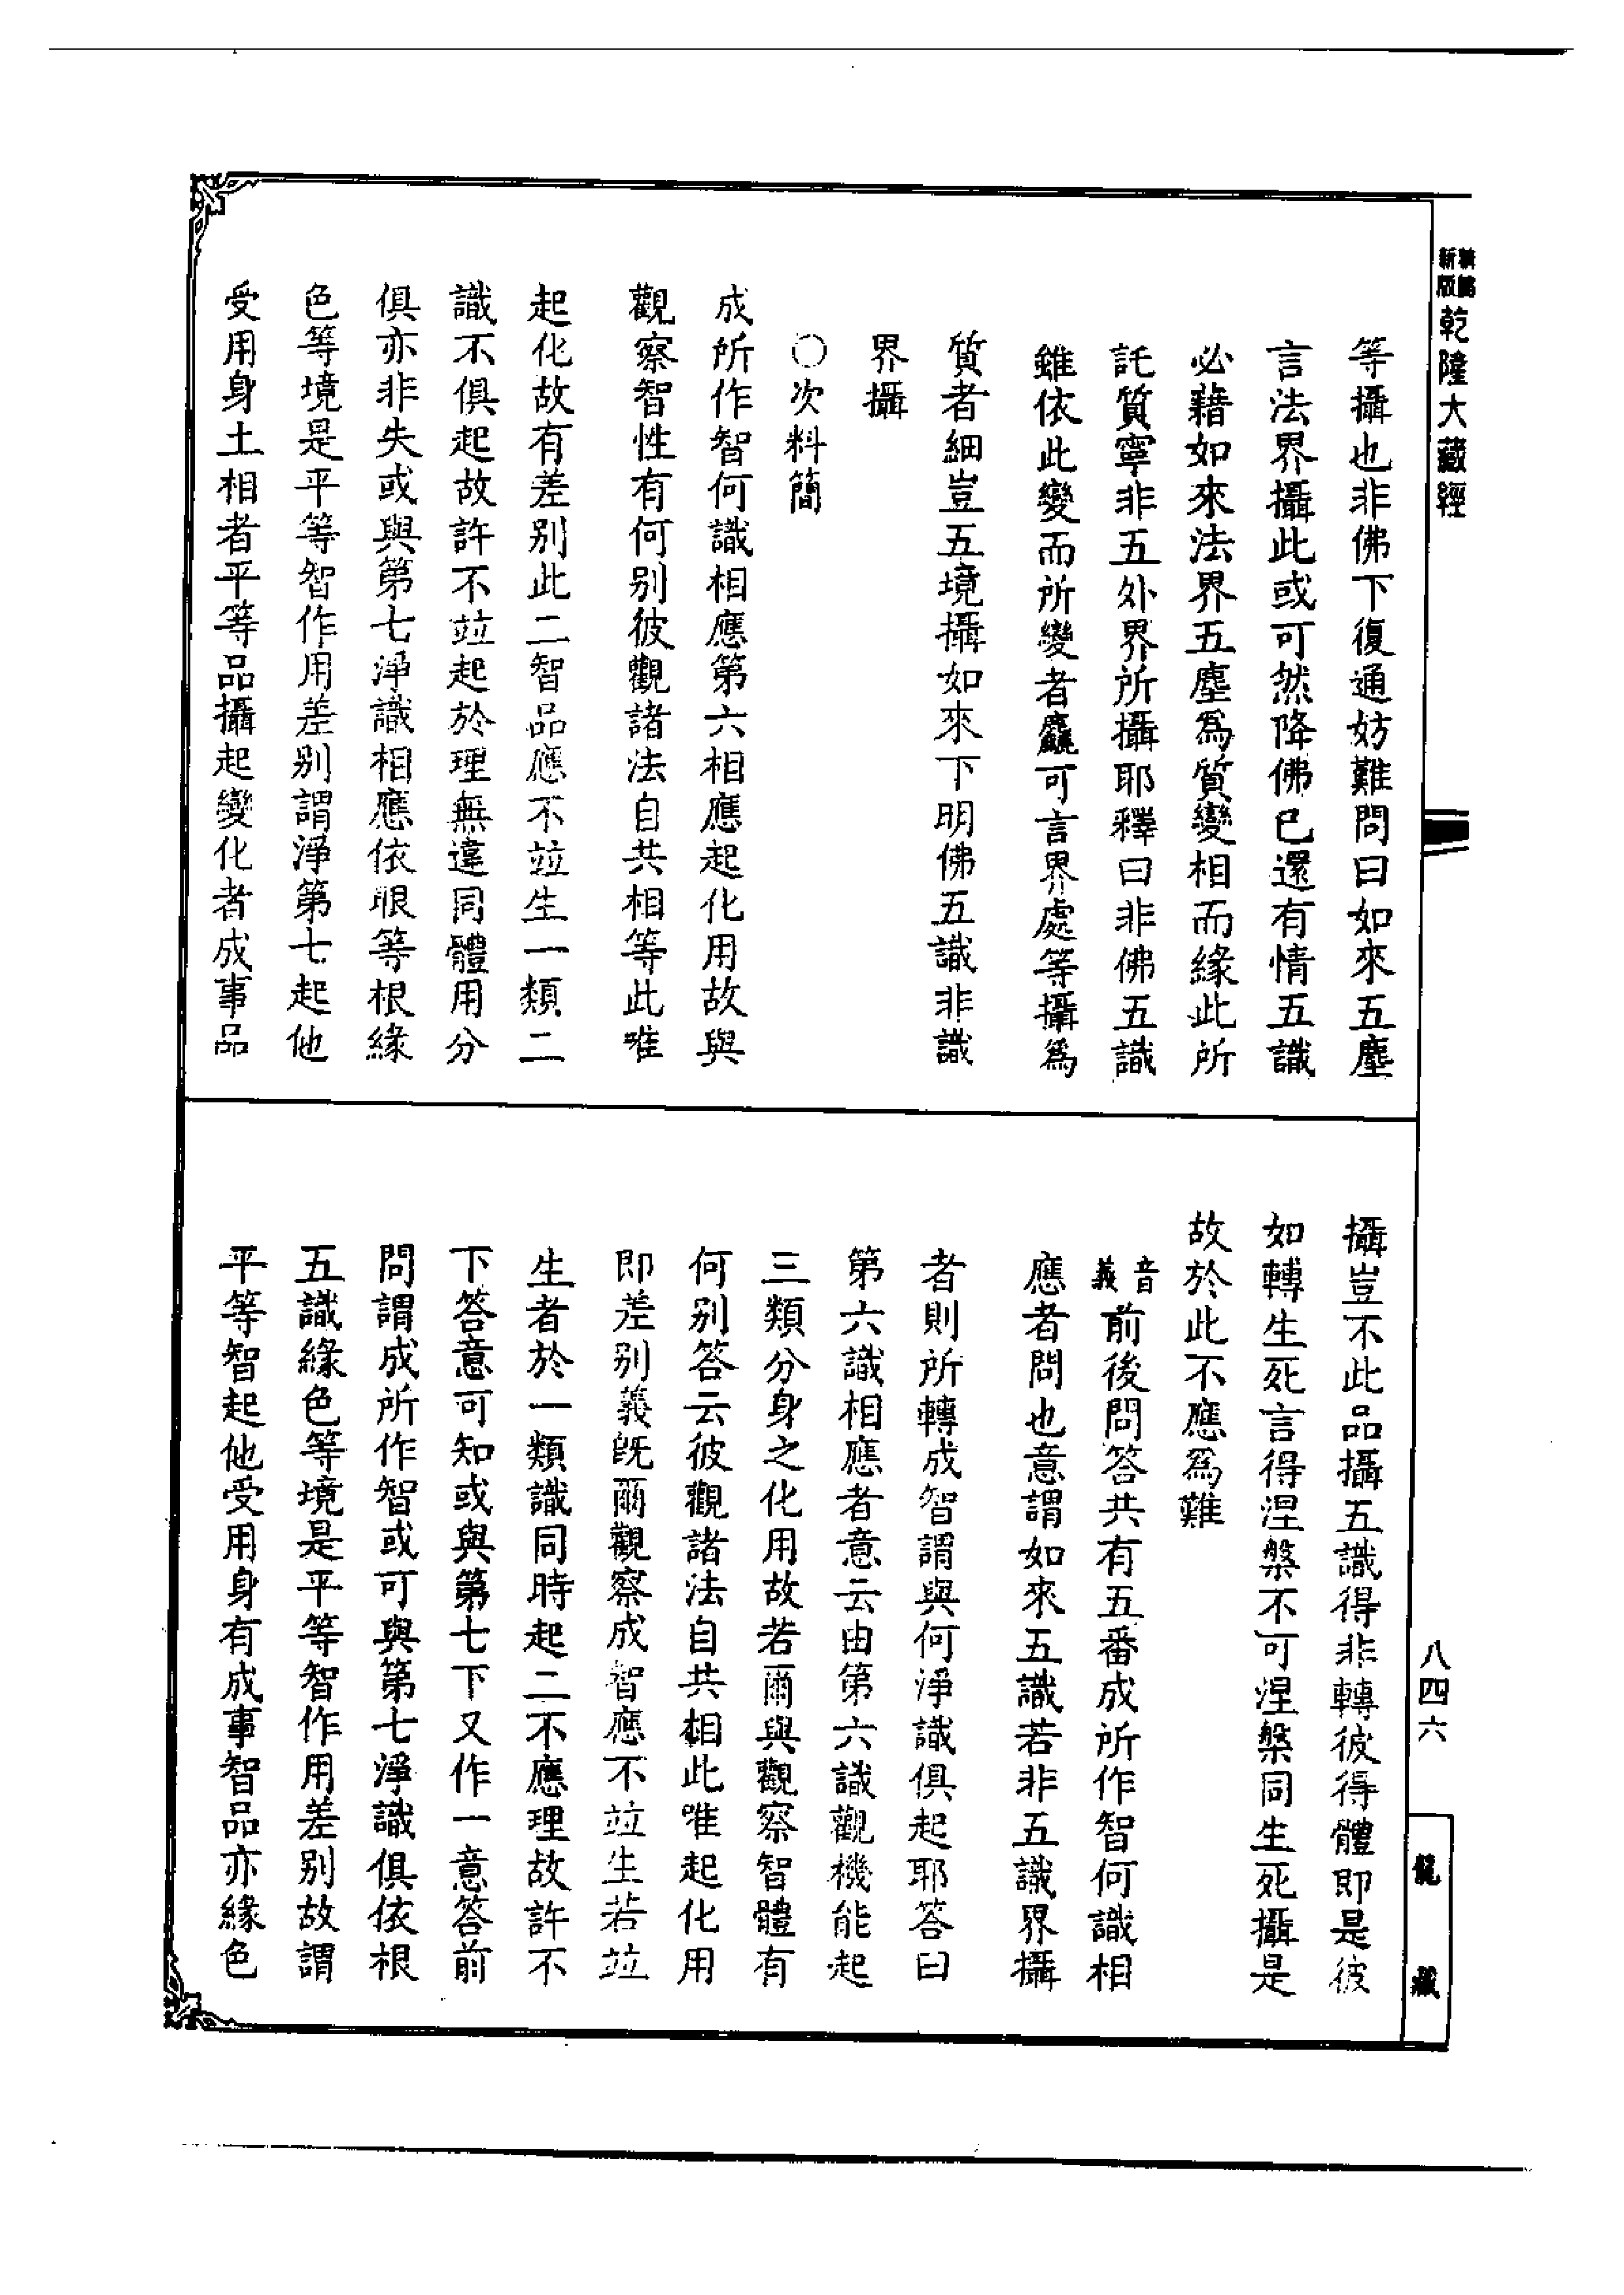 新版
精縮
乾隆大藏經
等攝也非佛下復通妨難問曰如來五塵
言法界攝此或可然降佛已還有情五識
必藉如來法界五塵為質變相而緣此所
託質寧非五外界所攝耶釋曰非佛五識
雖依此變而所變者麤可言界處等攝為
質者細豈五境攝如來下明佛五識非識
界攝
○次料簡
成所作智何識相應第六相應起化用故與
觀察智性有何別彼觀諸法自共相等此唯
起化故有差別此二智品應不竝生一類二
識不俱起故許不竝起於理無違同體用分
俱亦非失或與第七淨識相應依眼等根緣
色等境是平等智作用差別謂淨第七起他
受用身土相者平等品攝起變化者成事品
攝豈不此品攝五識得非轉彼得體即是彼
如轉生死言得涅槃不可涅槃同生死攝是
故於此不應為難
音義前後問答共有五番成所作智何識相
應者問也意謂如來五識若非五識界攝
者則所轉成智謂與何淨識俱起耶答曰
第六識相應者意云由第六識觀機能起
三類分身之化用故若爾與觀察智體有
何別答云彼觀諸法自共相此唯起化用
即差別義既爾觀察成智應不竝生若竝
生者於一類識同時起二不應理故許不
下答意可知或與第七下又作一意答前
問謂成所作智或可與第七淨識俱依根
五識緣色等境是平等智作用差別故謂
平等智起他受用身有成事智品亦緣色
八四六
龍藏